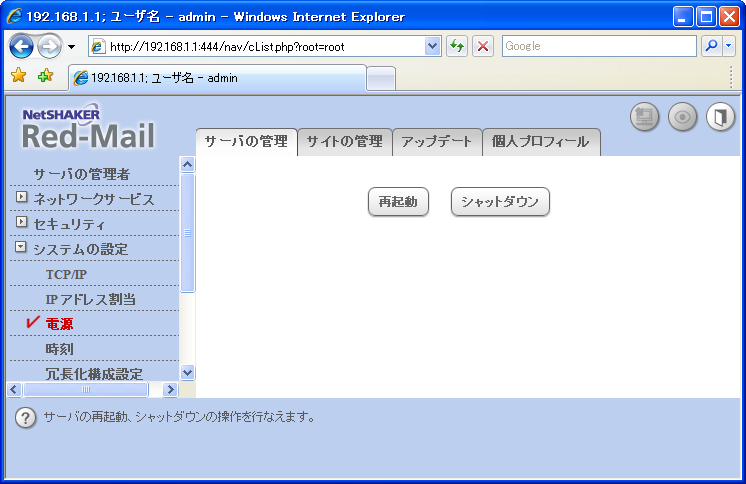 192.168.1.1; ユーザ名 - admin - Windows Internet Explorer
http://192.168.1.1:444/nav/cList.php?root=root
Google
192.168.1.1; ユーザ名 - admin
NetSHAKER
Red-Mail
サーバの管理 サイトの管理 アップデート 個人プロフィール
サーバの管理者
ネットワークサービス
セキュリティ
システムの設定
TCP/IP
IPアドレス割当
電源
時刻
冗長化構成設定
再起動 シャットダウン
? サーバの再起動、シャットダウンの操作を行なえます。